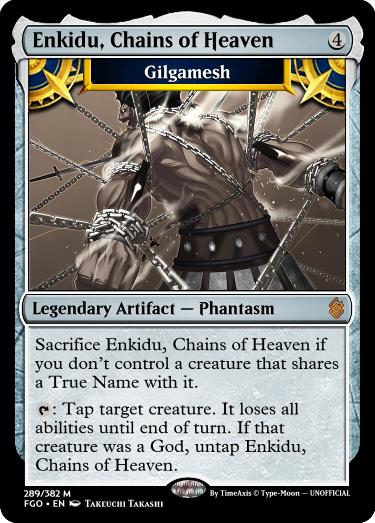 Enkidu, Chains of Heaven 4
Gilgamesh
Legendary Artifact — Phantasm
Sacrifice Enkidu, Chains of Heaven if
you don't control a creature that shares
a True Name with it.
: Tap target creature. It loses all
abilities until end of turn. If that
creature was a God, untap Enkidu,
Chains of Heaven.
289/382 M
FGO • EN Takeuchi Takashi
By TimeAxis © Type-Moon — UNOFFICIAL